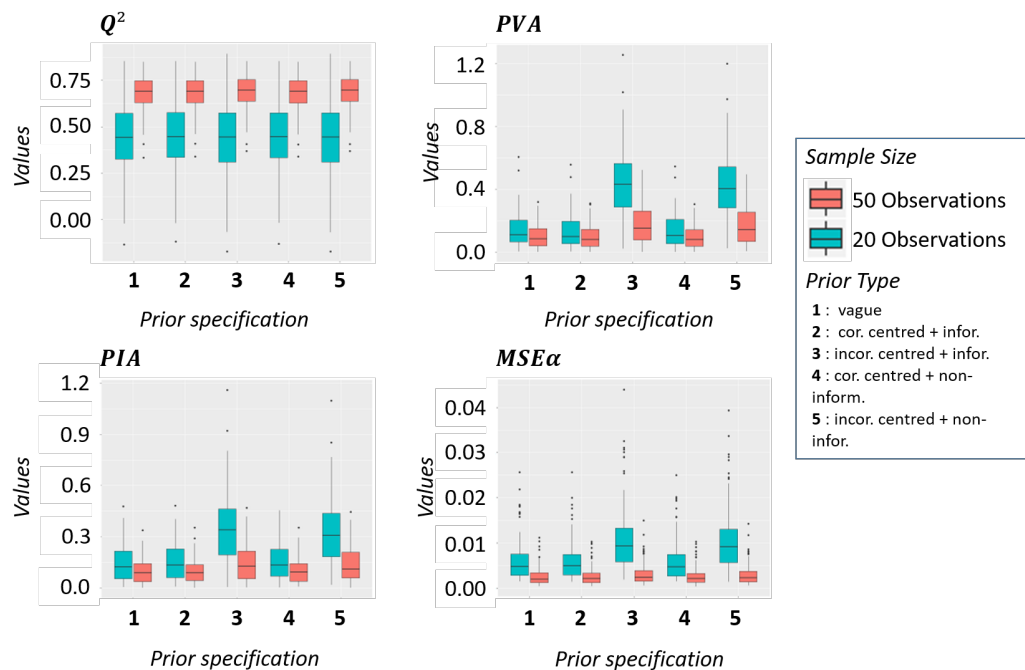 Q²
Values
0.75
0.50
0.25
0.00
1 2 3 4 5
Prior specification
PVA
Values
1.2
0.8
0.4
0.0
1 2 3 4 5
Prior specification
PIA
Values
1.2
0.9
0.6
0.3
0.0
1 2 3 4 5
Prior specification
MSEα
Values
0.04
0.03
0.02
0.01
0.00
1 2 3 4 5
Prior specification
Sample Size
50 Observations
20 Observations
Prior Type
1 : vague
2 : cor. centred + infor.
3 : incor. centred + infor.
4 : cor. centred + non-
inform.
5 : incor. centred + non-
infor.